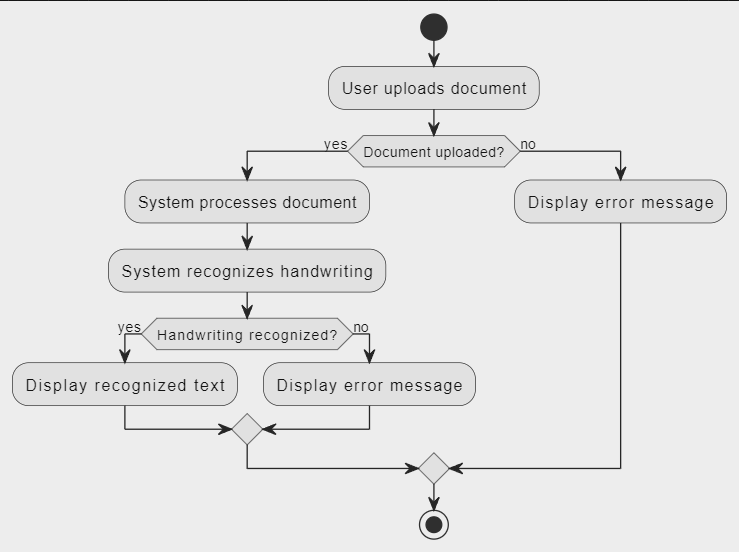 User uploads document
yes
Document uploaded?
no
System processes document
Display error message
System recognizes handwriting
yes
Handwriting recognized?
no
Display recognized text
Display error message